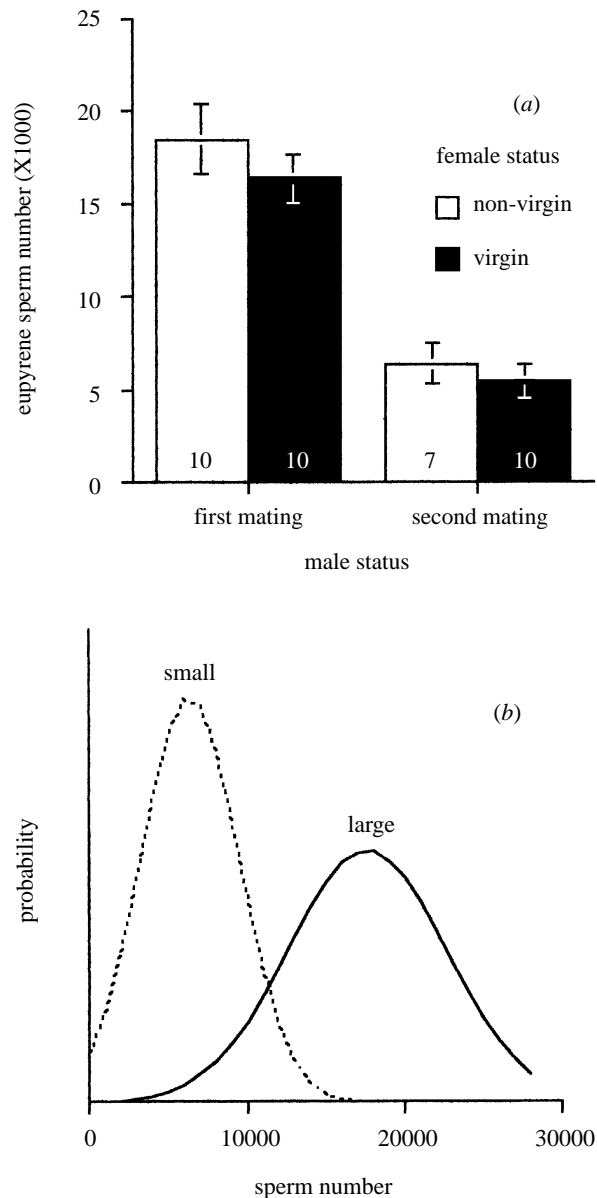 25
20
15
10
5
0
eupyrene sperm number (X1000)
(a)
female status
non-virgin
virgin
10
10
7
10
first mating
second mating
male status
small
(b)
large
probability
0
10000
20000
30000
sperm number